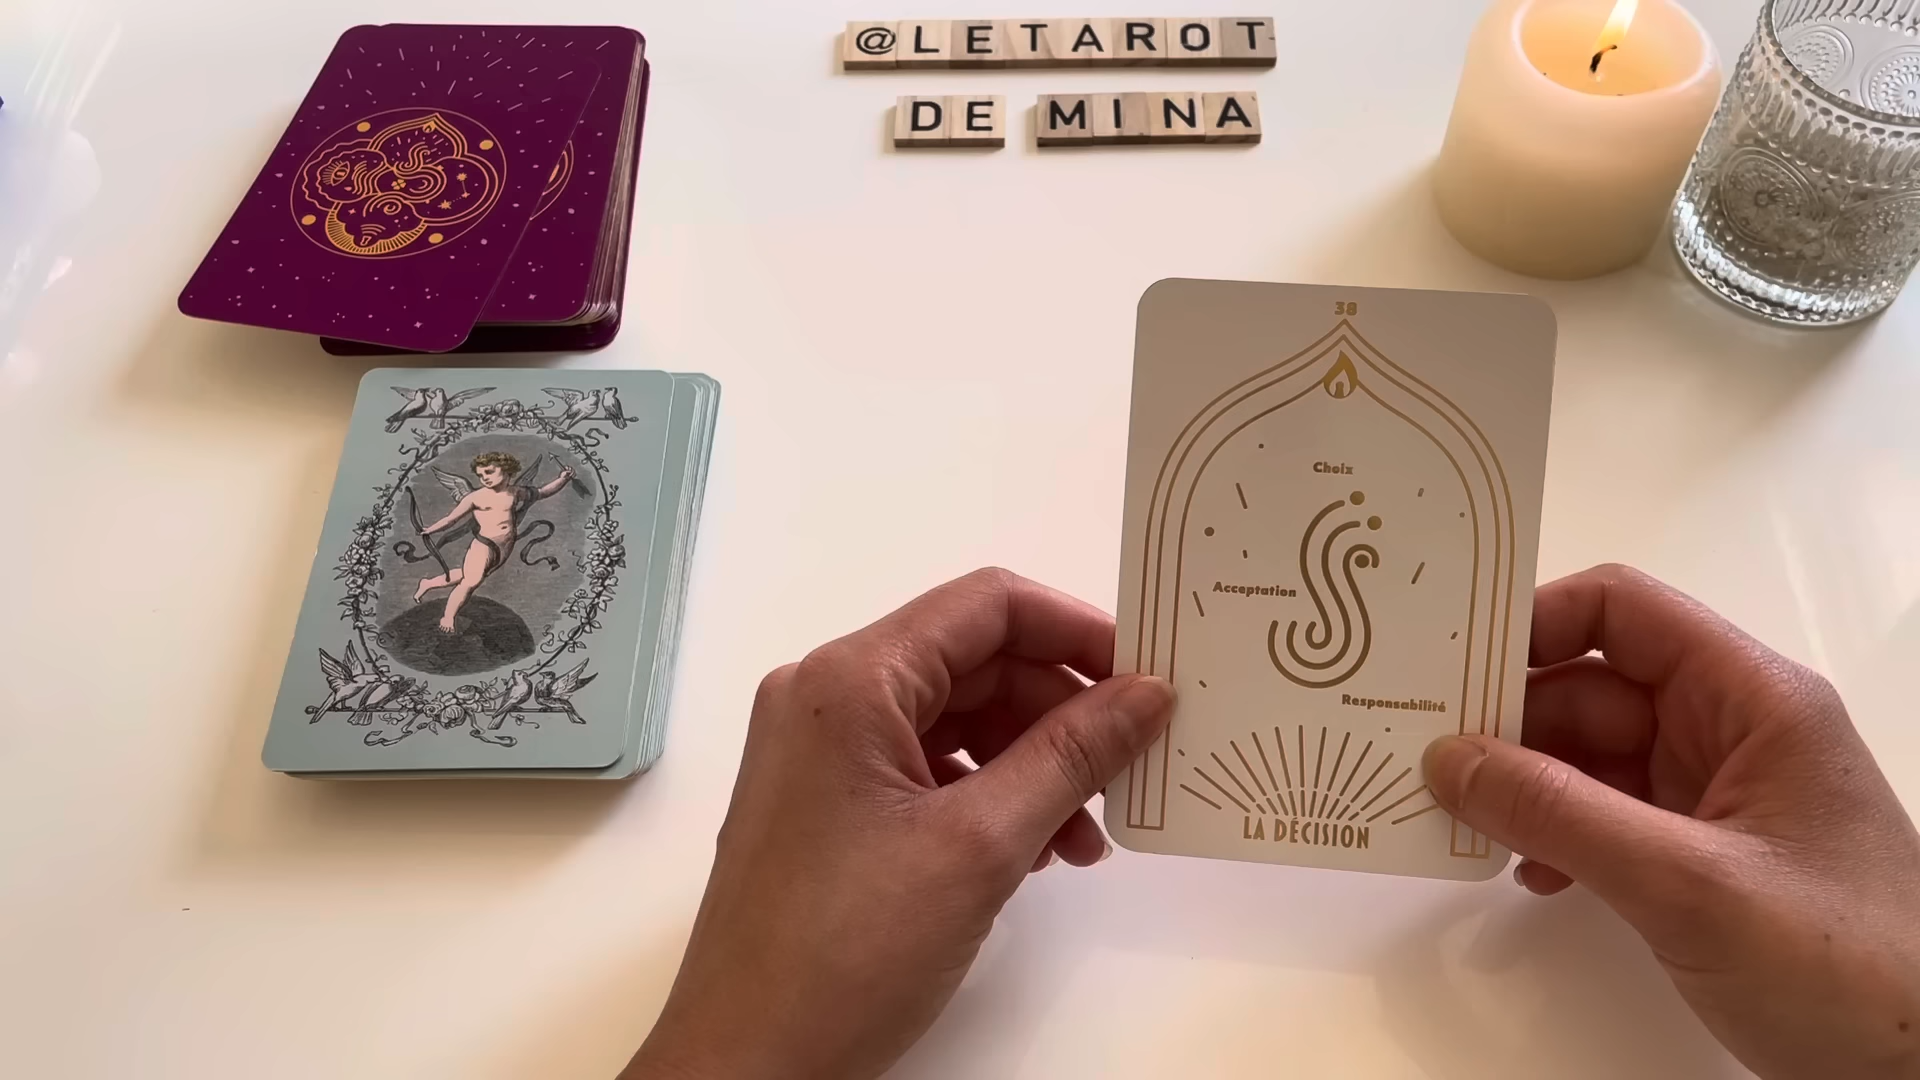 @LETAROT
DE MINA
38
Choix
Acceptation
Responsabilité
LA DÉCISION